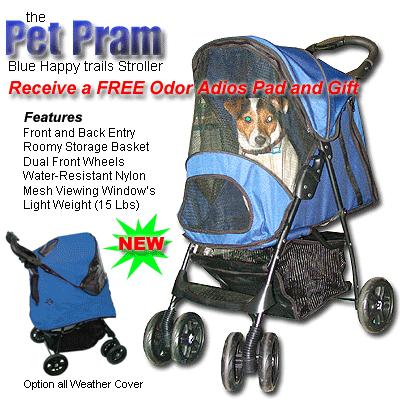 the
Pet Pram
Blue Happy trails Stroller
Receive a FREE Odor Adios Pad and Gift
Features
Front and Back Entry
Roomy Storage Basket
Dual Front Wheels
Water-Resistant Nylon
Mesh Viewing Window's
Light Weight (15 Lbs)
NEW
Option all Weather Cover